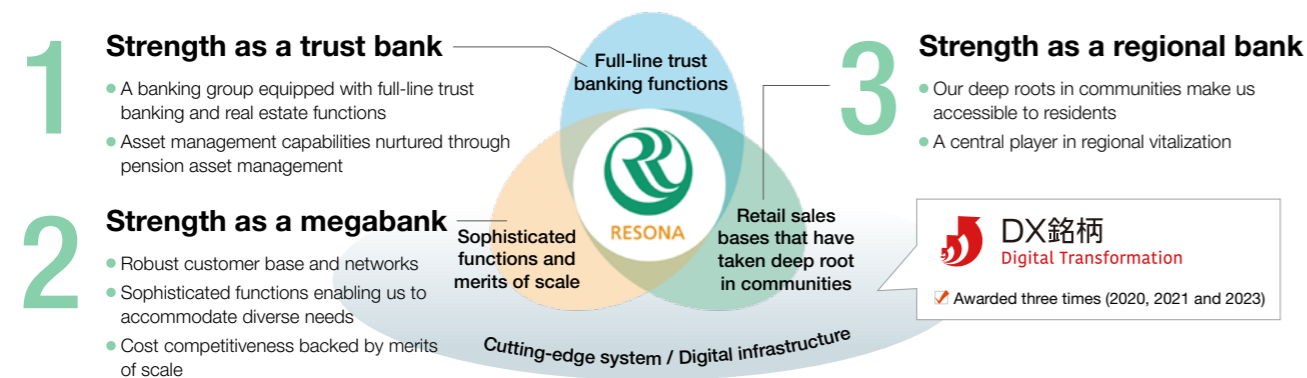 1
Strength as a trust bank
● A banking group equipped with full-line trust
banking and real estate functions
● Asset management capabilities nurtured through
pension asset management
2
Strength as a megabank
● Robust customer base and networks
● Sophisticated functions enabling us to
accommodate diverse needs
● Cost competitiveness backed by merits
of scale
Full-line trust
banking functions
RESONA
Sophisticated
functions and
merits of scale
Retail sales
bases that have
taken deep root
in communities
Cutting-edge system / Digital infrastructure
3
Strength as a regional bank
● Our deep roots in communities make us
accessible to residents
● A central player in regional vitalization
DX銘柄
Digital Transformation
Awarded three times (2020, 2021 and 2023)